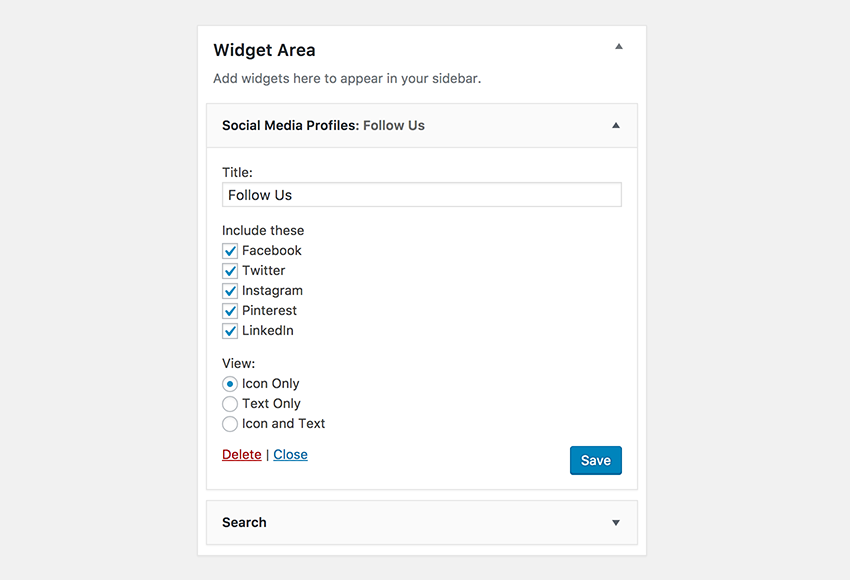 Widget Area
Add widgets here to appear in your sidebar.
Social Media Profiles: Follow Us
Title:
Follow Us
Include these
Facebook
Twitter
Instagram
Pinterest
LinkedIn
View:
Icon Only
Text Only
Icon and Text
Delete | Close
Save
Search